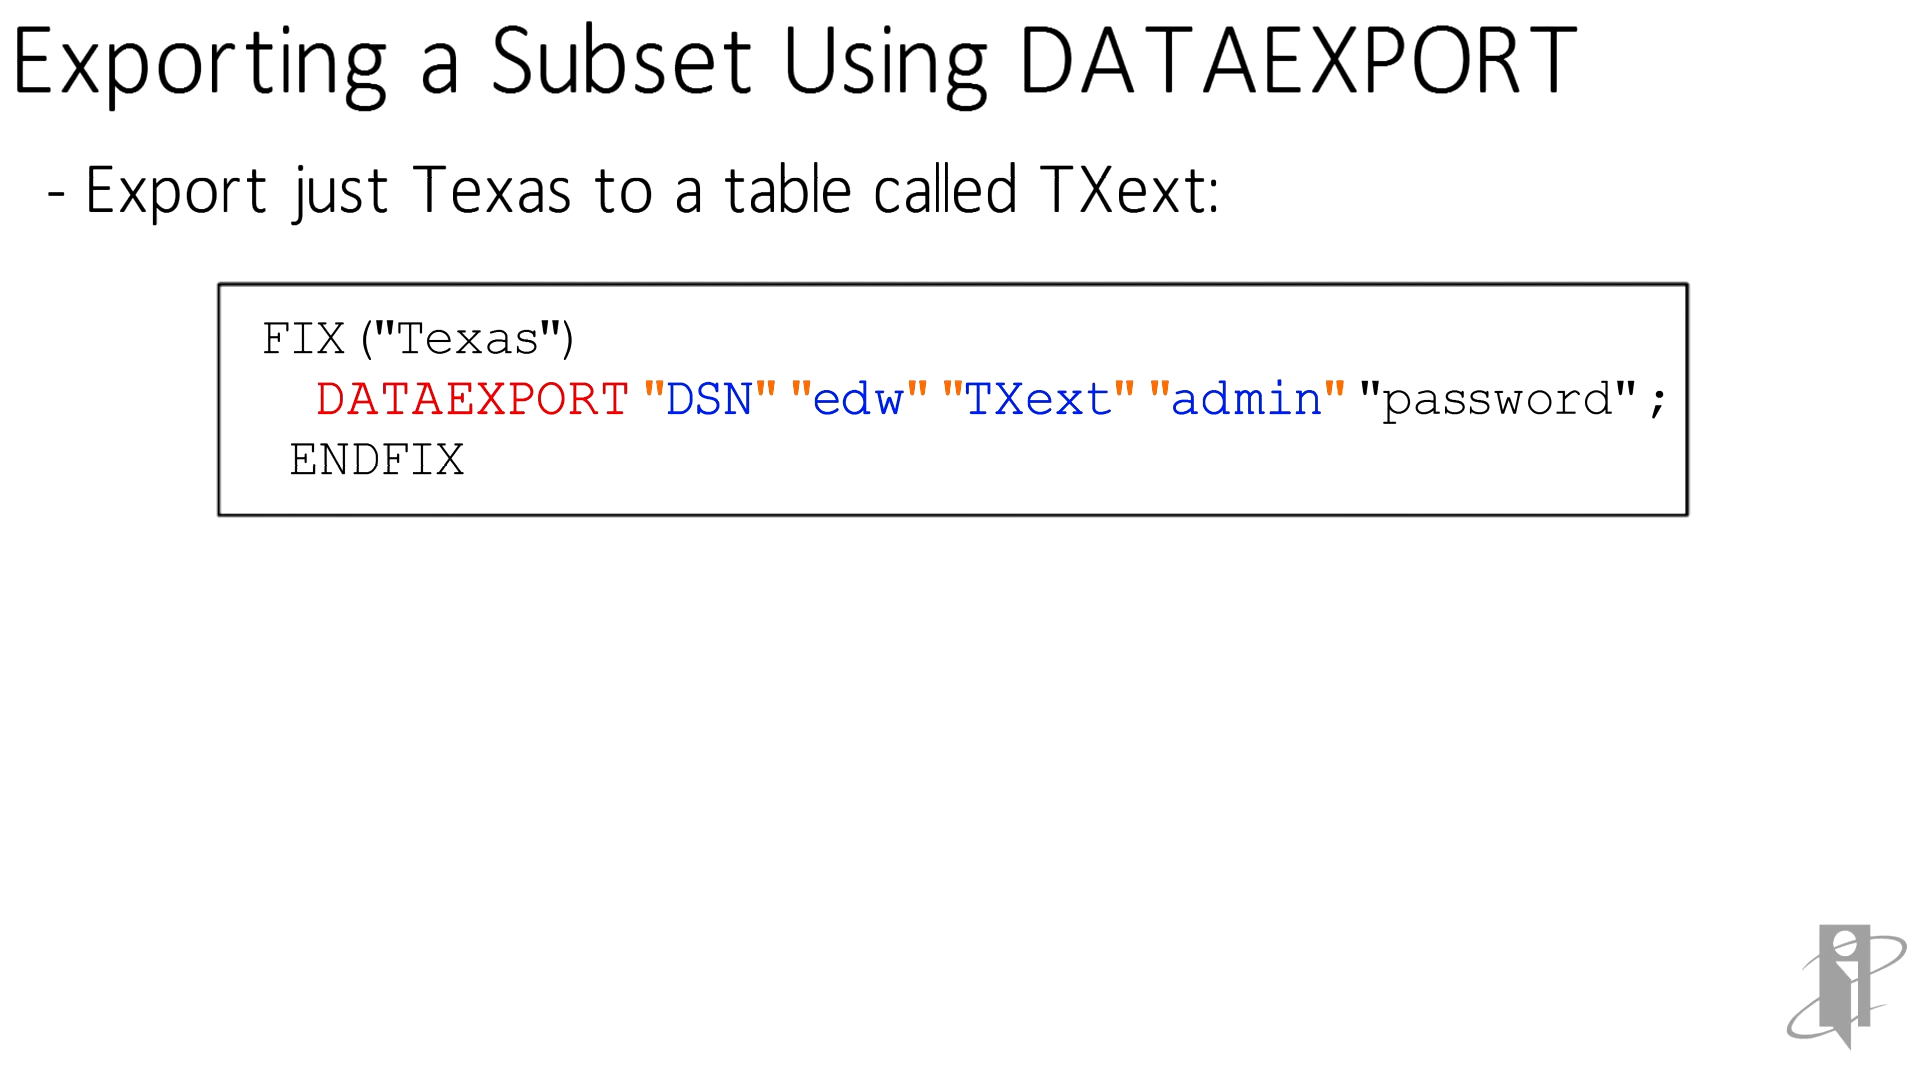 Exporting a Subset Using DATAEXPORT
- Export just Texas to a table called TXext:
FIX ("Texas")
DATAEXPORT "DSN" "edw" "TXext" "admin" "password" ;
ENDFIX